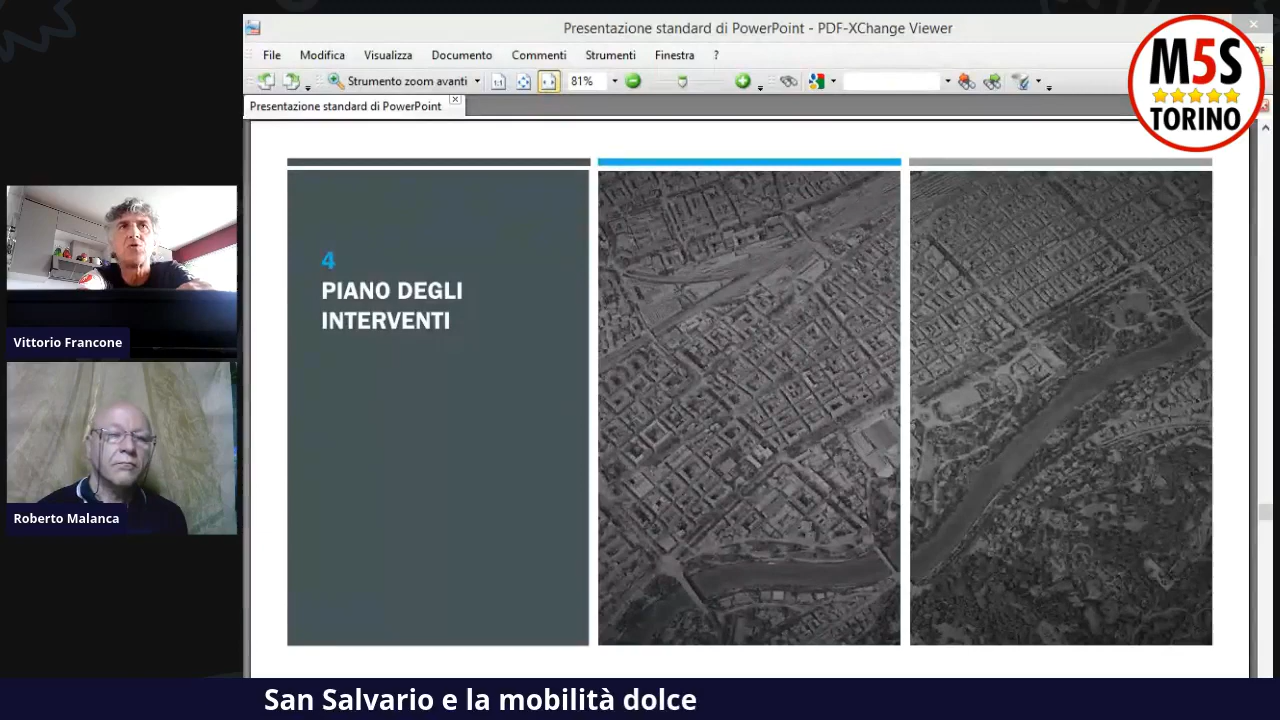 Presentazione standard di PowerPoint - PDF-XChange Viewer
File Modifica Visualizza Documento Commenti Strumenti Finestra ?
Strumento zoom avanti 81%
Presentazione standard di PowerPoint
M5S
TORINO
4
PIANO DEGLI
INTERVENTI
Vittorio Francone
Roberto Malanca
San Salvario e la mobilità dolce